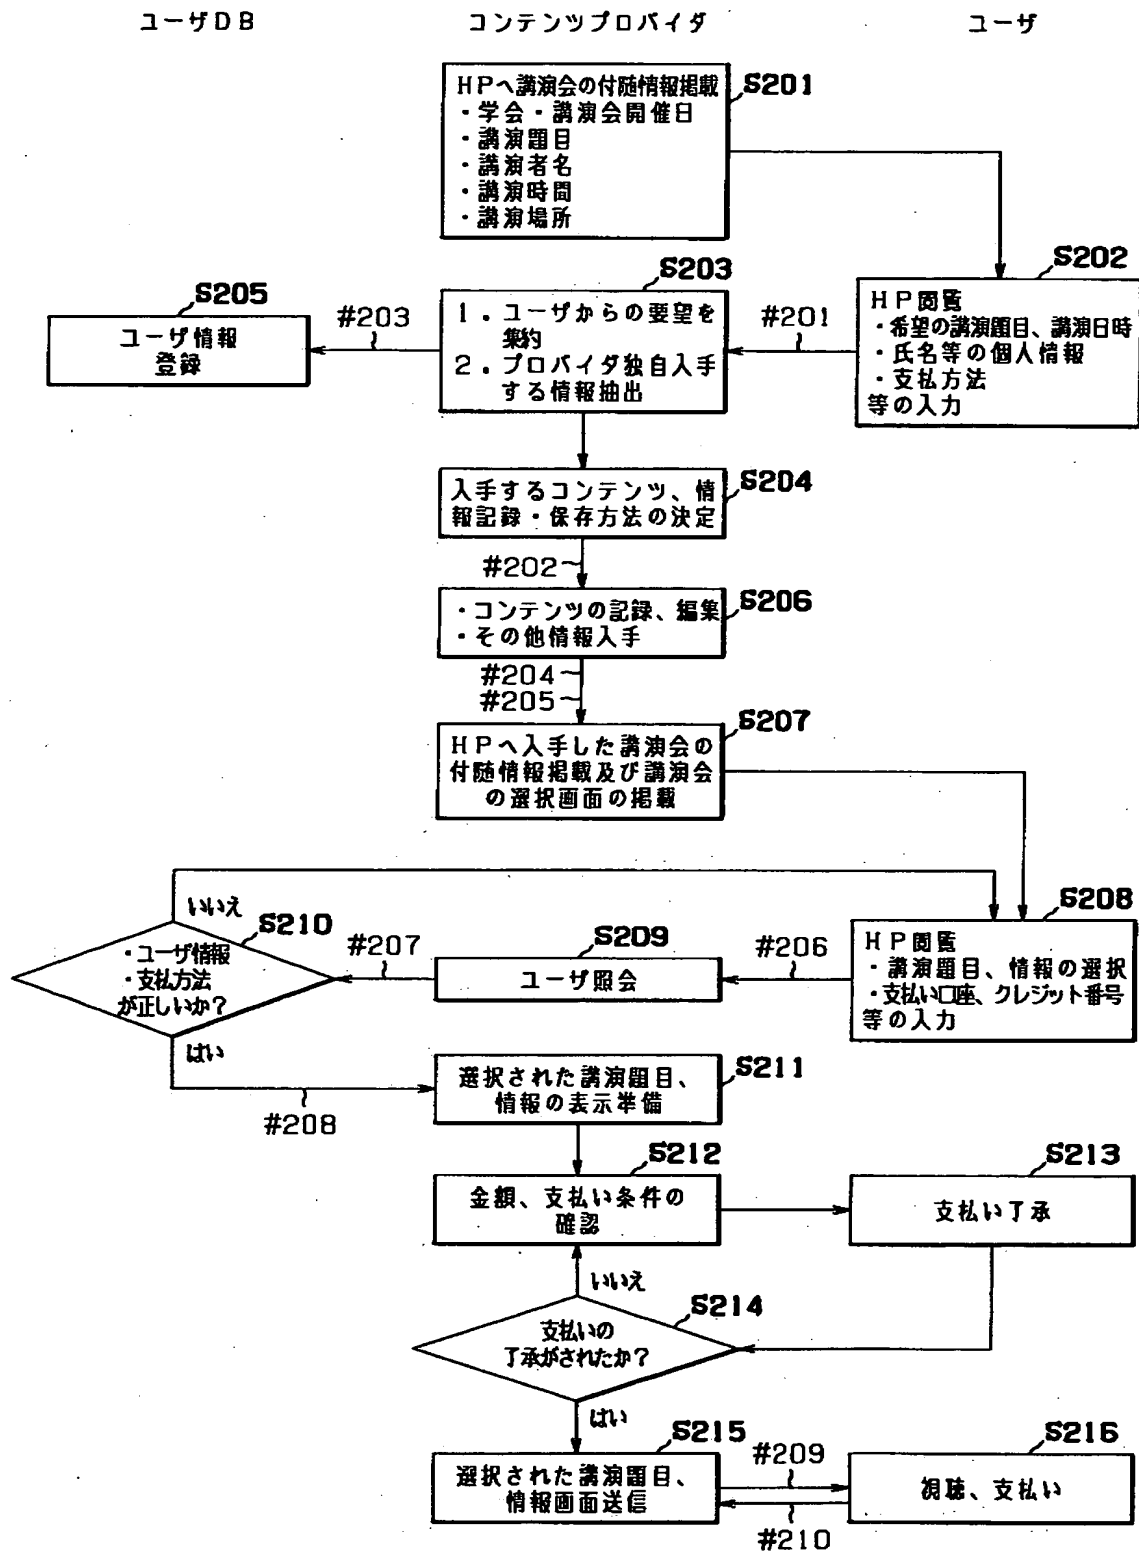 ユーザDB
コンテンツプロバイダ
ユーザ
S201
HPへ講演会の付随情報掲載
・学会・講演会開催日
・講演題目
・講演者名
・講演時間
・講演場所
S202
HP閲覧
・希望の講演題目、講演日時
・氏名等の個人情報
・支払方法
等の入力
#201
S203
1．ユーザからの要望を
集約
2．プロバイダ独自入手
する情報抽出
#203
S205
ユーザ情報
登録
S204
入手するコンテンツ、情
報記録・保存方法の決定
#202
S206
・コンテンツの記録、編集
・その他情報入手
#204
#205
S207
HPへ入手した講演会の
付随情報掲載及び講演会
の選択画面の掲載
S208
HP閲覧
・講演題目、情報の選択
・支払い口座、クレジット番号
等の入力
#206
S209
ユーザ照会
#207
S210
いいえ
・ユーザ情報
・支払方法
が正しいか？
はい
#208
S211
選択された講演題目、
情報の表示準備
S212
金額、支払い条件の
確認
S213
支払い了承
いいえ
S214
支払いの
了承がされたか？
はい
S215
選択された講演題目、
情報画面送信
#209
#210
S216
視聴、支払い